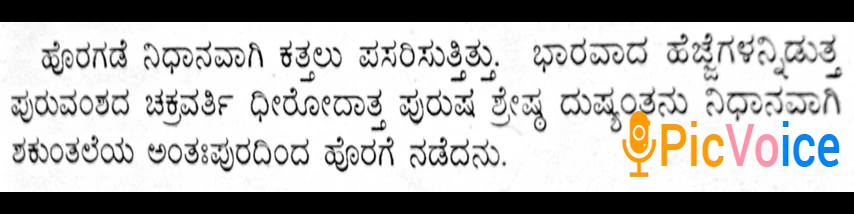 ಹೊರಗಡೆ ನಿಧಾನವಾಗಿ ಕತ್ತಲು ಪಸರಿಸುತ್ತಿತ್ತು. ಭಾರವಾದ ಹೆಜ್ಜೆಗಳನ್ನಿಡುತ್ತ
ಪುರುವಂಶದ ಚಕ್ರವರ್ತಿ ಧೀರೋದಾತ್ತ ಪುರುಷ ಶ್ರೇಷ್ಠ ದುಷ್ಯಂತನು ನಿಧಾನವಾಗಿ
ಶಕುಂತಲೆಯ ಅಂತಃಪುರದಿಂದ ಹೊರಗೆ ನಡೆದನು.
PicVoice